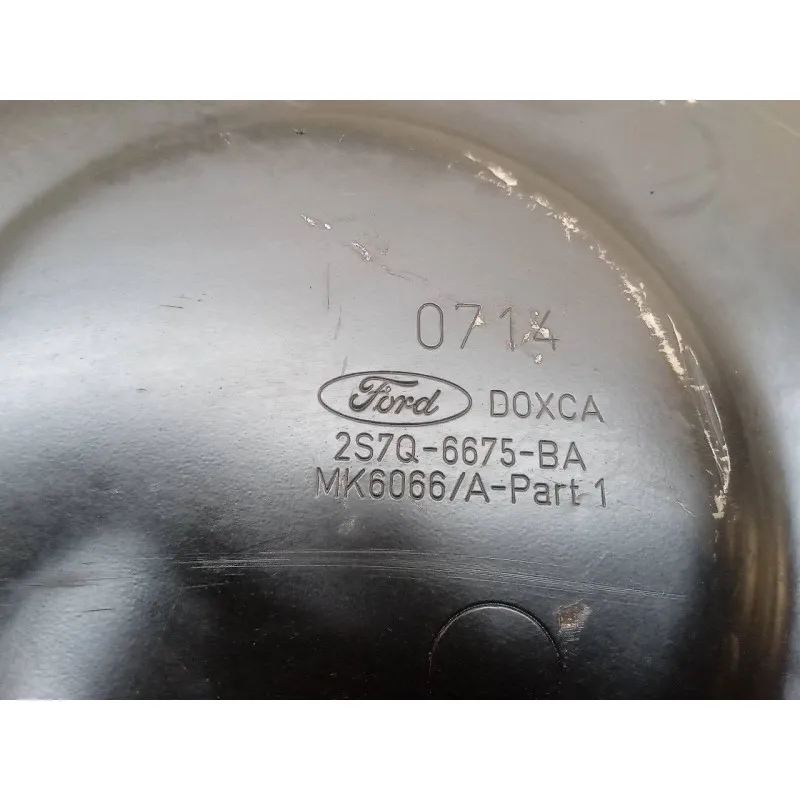 0714
Ford DOXCA
2S7Q-6675-BA
MK6066/A-Part 1